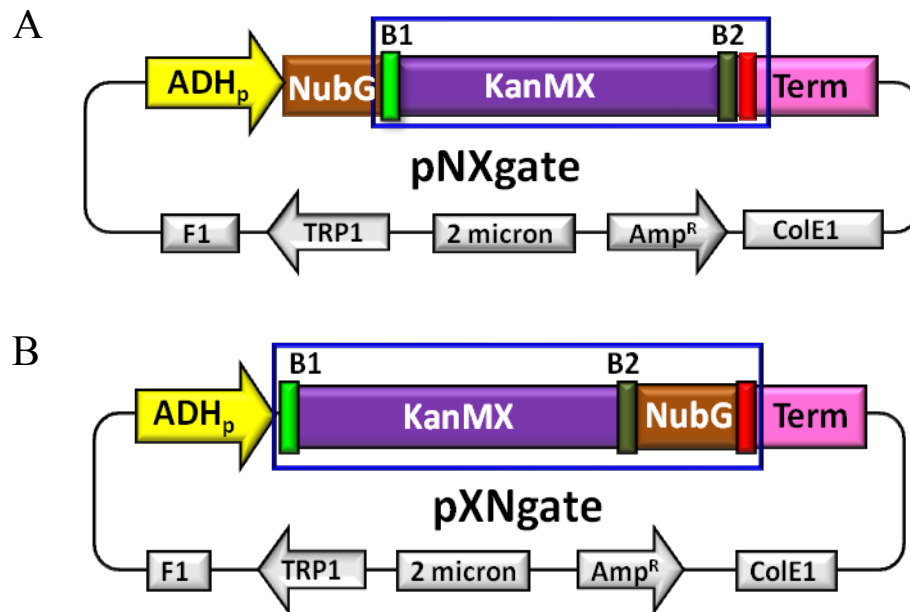 A
B1 B2
ADHp NubG KanMX Term
pNXgate
F1 TRP1 2 micron AmpR ColE1
B
B1 B2
ADHp KanMX NubG Term
pXNgate
F1 TRP1 2 micron AmpR ColE1